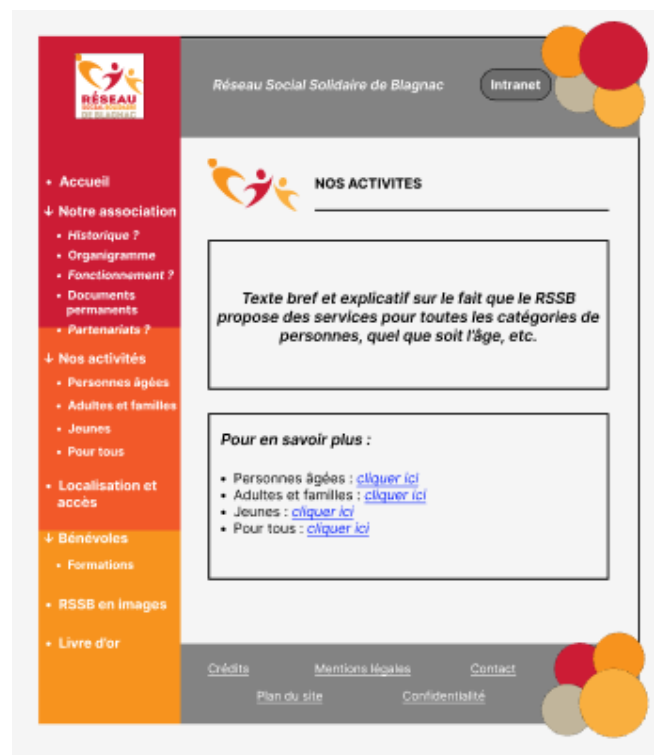 RÉSEAU
SOCIAL SOLIDAIRE
DE BLAGNAC
Réseau Social Solidaire de Blagnac
Intranet
• Accueil
↓ Notre association
• Historique ?
• Organigramme
• Fonctionnement ?
• Documents
permanents
• Partenariats ?
↓ Nos activités
• Personnes âgées
• Adultes et familles
• Jeunes
• Pour tous
• Localisation et
accès
↓ Bénévoles
• Formations
• RSSB en images
• Livre d'or
NOS ACTIVITES
Texte bref et explicatif sur le fait que le RSSB
propose des services pour toutes les catégories de
personnes, quel que soit l'âge, etc.
Pour en savoir plus :
• Personnes âgées : cliquer ici
• Adultes et familles : cliquer ici
• Jeunes : cliquer ici
• Pour tous : cliquer ici
Crédits Mentions légales Contact
Plan du site Confidentialité